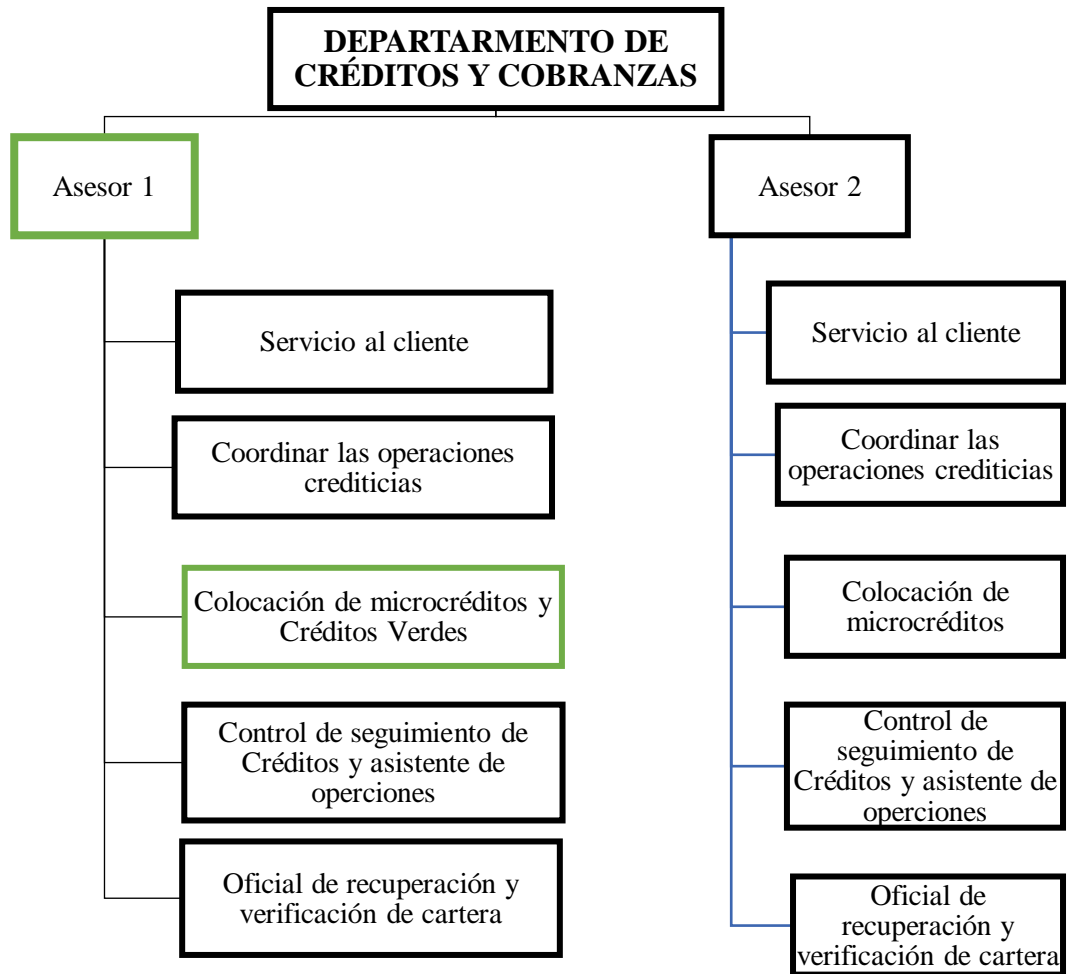 DEPARTARMENTO DE
CRÉDITOS Y COBRANZAS
Asesor 1
Asesor 2
Servicio al cliente
Coordinar las operaciones
crediticias
Colocación de microcréditos y
Créditos Verdes
Control de seguimiento de
Créditos y asistente de
operciones
Oficial de recuperación y
verificación de cartera
Servicio al cliente
Coordinar las
operaciones crediticias
Colocación de
microcréditos
Control de
seguimiento de
Créditos y asistente de
operciones
Oficial de
recuperación y
verificación de cartera